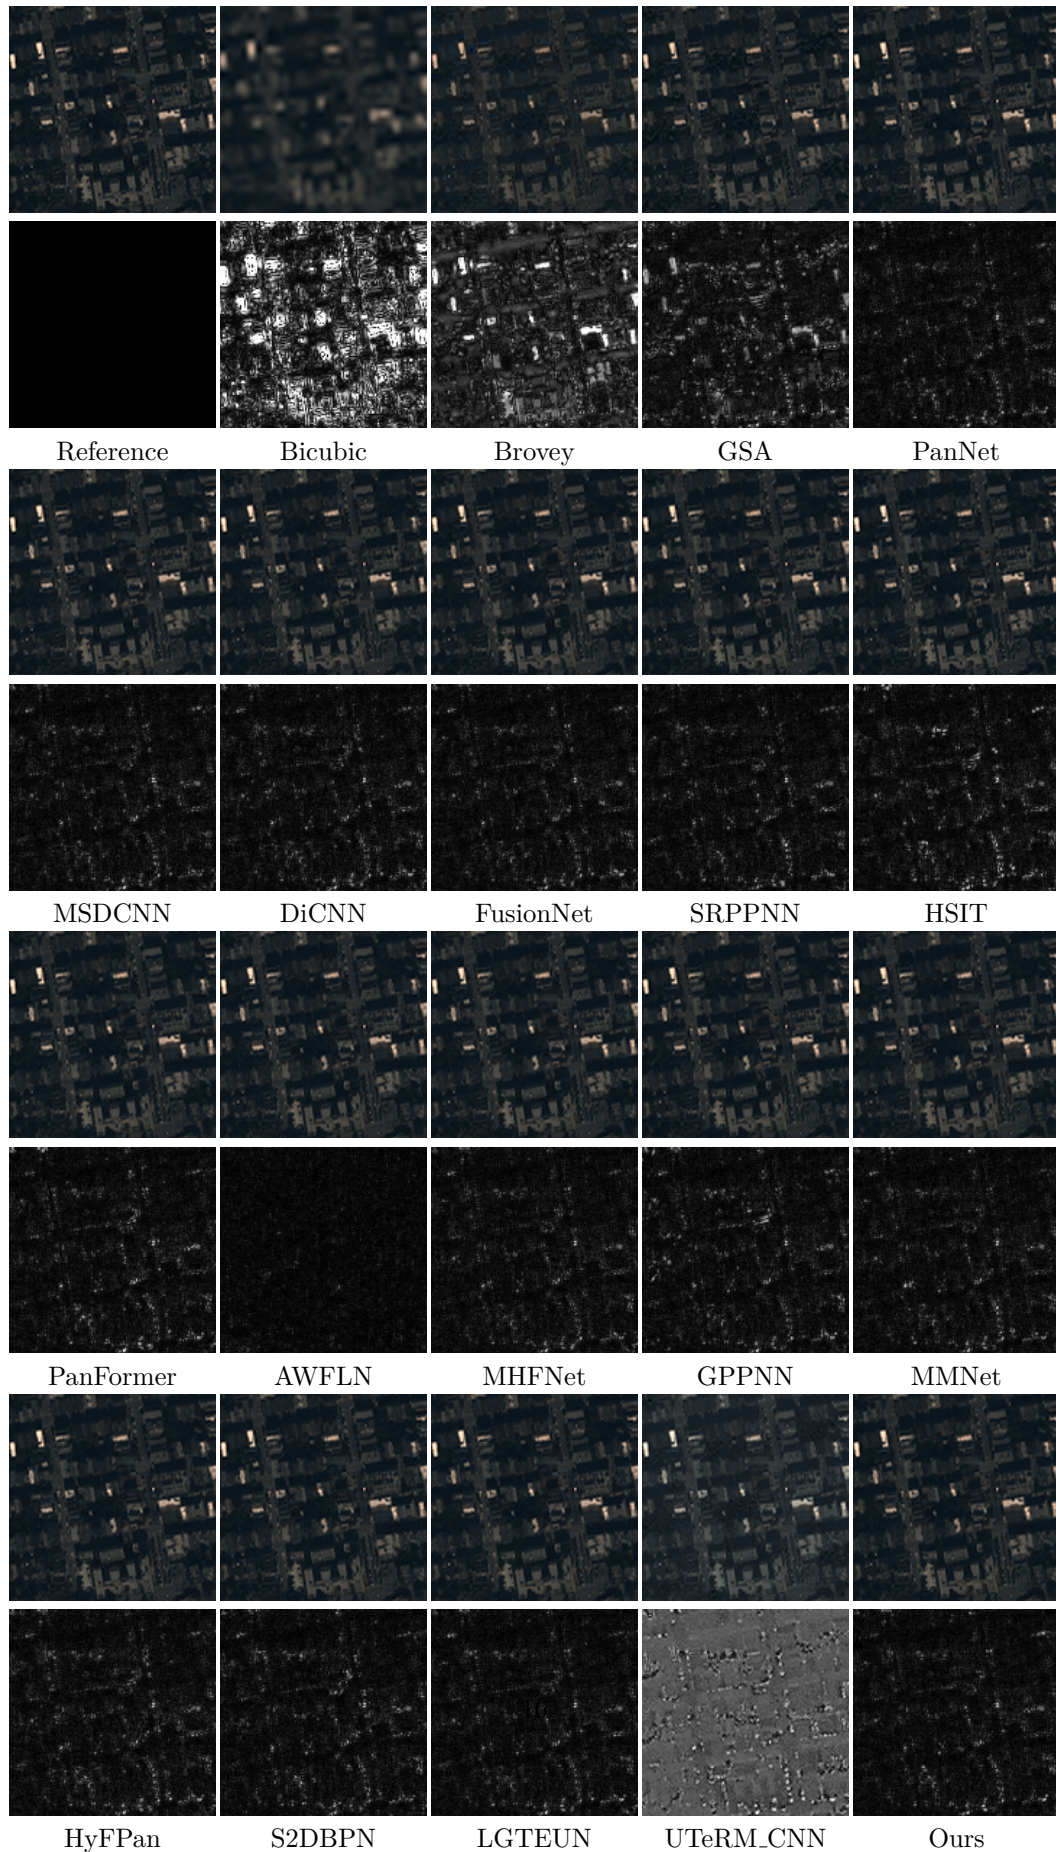 Reference Bicubic Brovey GSA PanNet
MSDCNN DiCNN FusionNet SRPPNN HSIT
PanFormer AWFLN MHFNet GPPNN MMNet
HyFPan S2DBPN LGTEUN UTeRM_CNN Ours